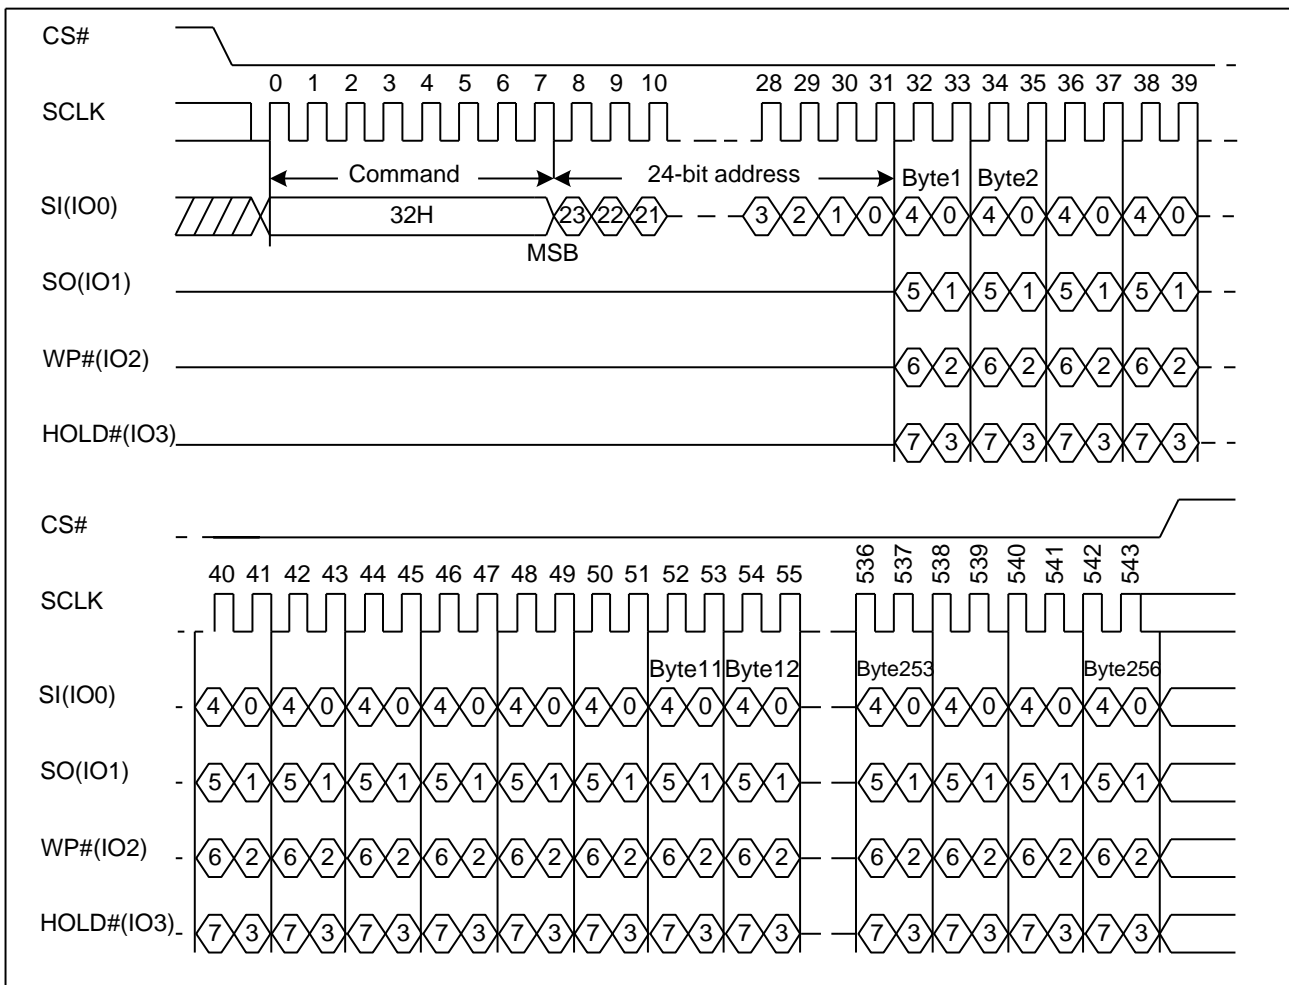 CS#
0 1 2 3 4 5 6 7 8 9 10 28 29 30 31 32 33 34 35 36 37 38 39
SCLK
Command 24-bit address Byte1 Byte2
SI(IO0) 32H 23 22 21 3 2 1 0 4 0 4 0 4 0 4 0
MSB
SO(IO1) 5 1 5 1 5 1 5 1
WP#(IO2) 6 2 6 2 6 2 6 2
HOLD#(IO3) 7 3 7 3 7 3 7 3
CS#
40 41 42 43 44 45 46 47 48 49 50 51 52 53 54 55 536 537 538 539 540 541 542 543
SCLK
Byte11 Byte12 Byte253 Byte256
SI(IO0) 4 0 4 0 4 0 4 0 4 0 4 0 4 0 4 0 4 0 4 0 4 0 4 0
SO(IO1) 5 1 5 1 5 1 5 1 5 1 5 1 5 1 5 1 5 1 5 1 5 1 5 1
WP#(IO2) 6 2 6 2 6 2 6 2 6 2 6 2 6 2 6 2 6 2 6 2 6 2 6 2
HOLD#(IO3) 7 3 7 3 7 3 7 3 7 3 7 3 7 3 7 3 7 3 7 3 7 3 7 3